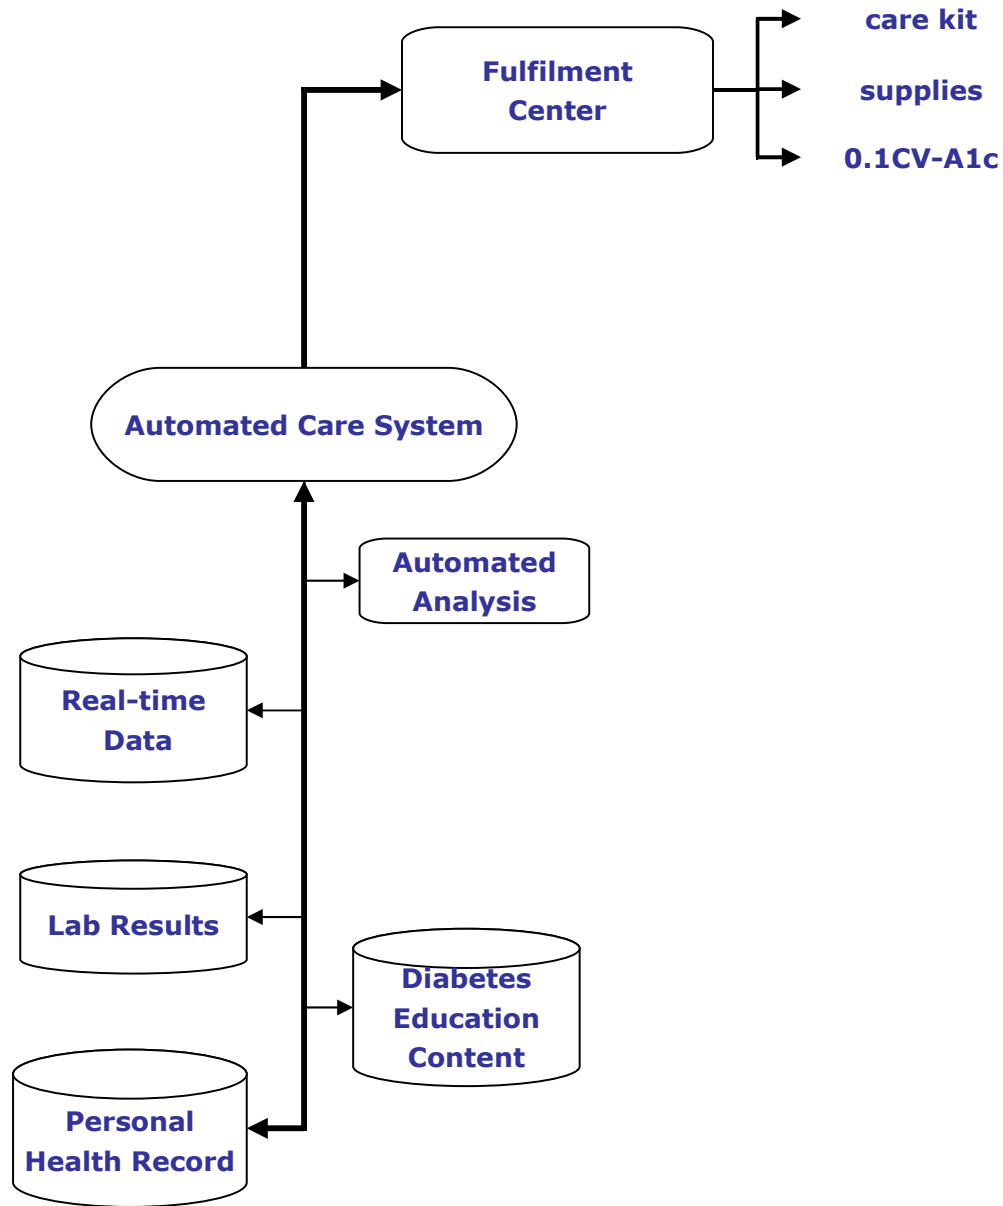 care kit
Fulfilment
Center
supplies
0.1CV-A1c
Automated Care System
Automated
Analysis
Real-time
Data
Lab Results
Diabetes
Education
Content
Personal
Health Record